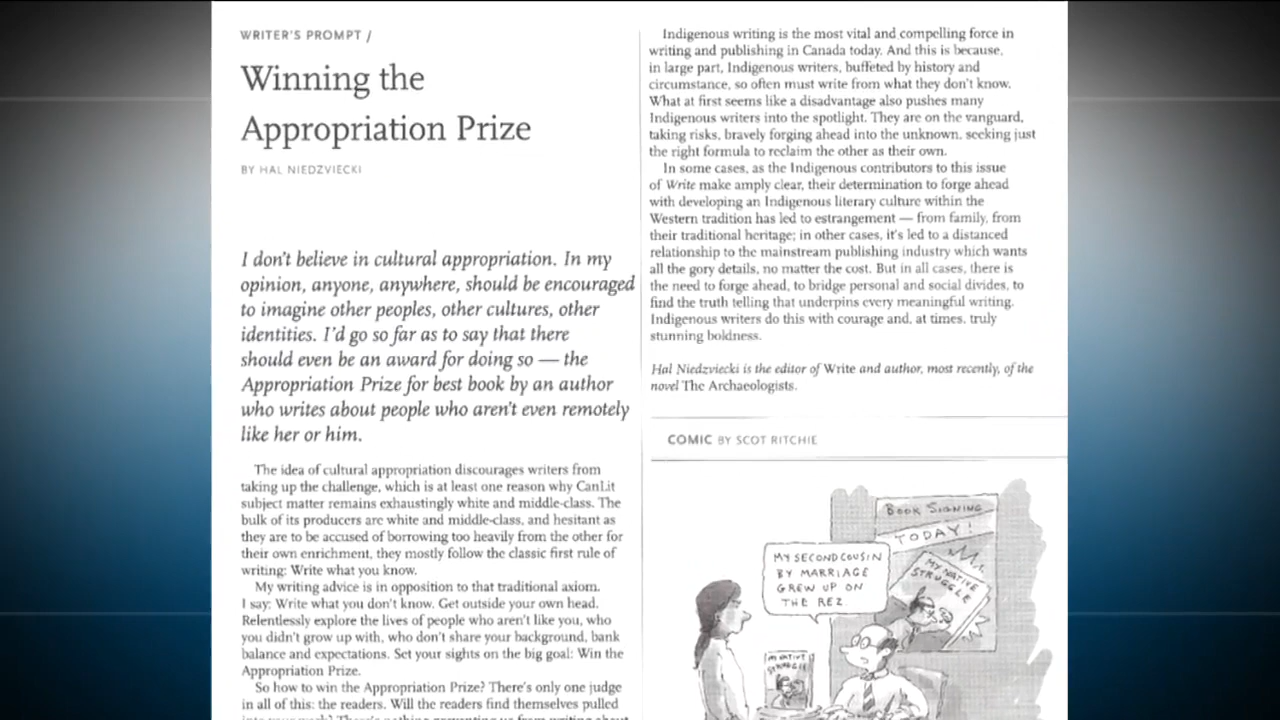 WRITER'S PROMPT /
Winning the
Appropriation Prize
BY HAL NIEDZVIECKI
I don't believe in cultural appropriation. In my
opinion, anyone, anywhere, should be encouraged
to imagine other peoples, other cultures, other
identities. I'd go so far as to say that there
should even be an award for doing so — the
Appropriation Prize for best book by an author
who writes about people who aren't even remotely
like her or him.
The idea of cultural appropriation discourages writers from
taking up the challenge, which is at least one reason why CanLit
subject matter remains exhaustingly white and middle-class. The
bulk of its producers are white and middle-class, and hesitant as
they are to be accused of borrowing too heavily from the other for
their own enrichment, they mostly follow the classic first rule of
writing: Write what you know.
My writing advice is in opposition to that traditional axiom.
I say: Write what you don't know. Get outside your own head.
Relentlessly explore the lives of people who aren't like you, who
you didn't grow up with, who don't share your background, bank
balance and expectations. Set your sights on the big goal: Win the
Appropriation Prize.
So how to win the Appropriation Prize? There's only one judge
in all of this: the readers. Will the readers find themselves pulled
into your work? There's nothing preventing us from writing about
Indigenous writing is the most vital and compelling force in
writing and publishing in Canada today. And this is because,
in large part, Indigenous writers, buffeted by history and
circumstance, so often must write from what they don't know.
What at first seems like a disadvantage also pushes many
Indigenous writers into the spotlight. They are on the vanguard,
taking risks, bravely forging ahead into the unknown, seeking just
the right formula to reclaim the other as their own.
In some cases, as the Indigenous contributors to this issue
of Write make amply clear, their determination to forge ahead
with developing an Indigenous literary culture within the
Western tradition has led to estrangement — from family, from
their traditional heritage; in other cases, it's led to a distanced
relationship to the mainstream publishing industry which wants
all the gory details, no matter the cost. But in all cases, there is
the need to forge ahead, to bridge personal and social divides, to
find the truth telling that underpins every meaningful writing.
Indigenous writers do this with courage and, at times, truly
stunning boldness.
Hal Niedzviecki is the editor of Write and author, most recently, of the
novel The Archaeologists.
COMIC BY SCOT RITCHIE
BOOK SIGNING
TODAY!
MY NATIVE
STRUGGLE
MY SECOND COUSIN
BY MARRIAGE
GREW UP ON
THE REZ.
MY NATIVE
STRUGGLE